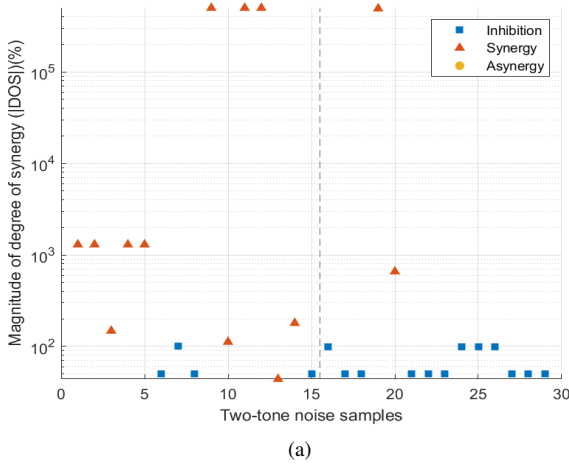 Magnitude of degree of synergy (|DOS|)(%)
10^5
10^4
10^3
10^2
Inhibition
Synergy
Asynergy
0 5 10 15 20 25 30
Two-tone noise samples
(a)